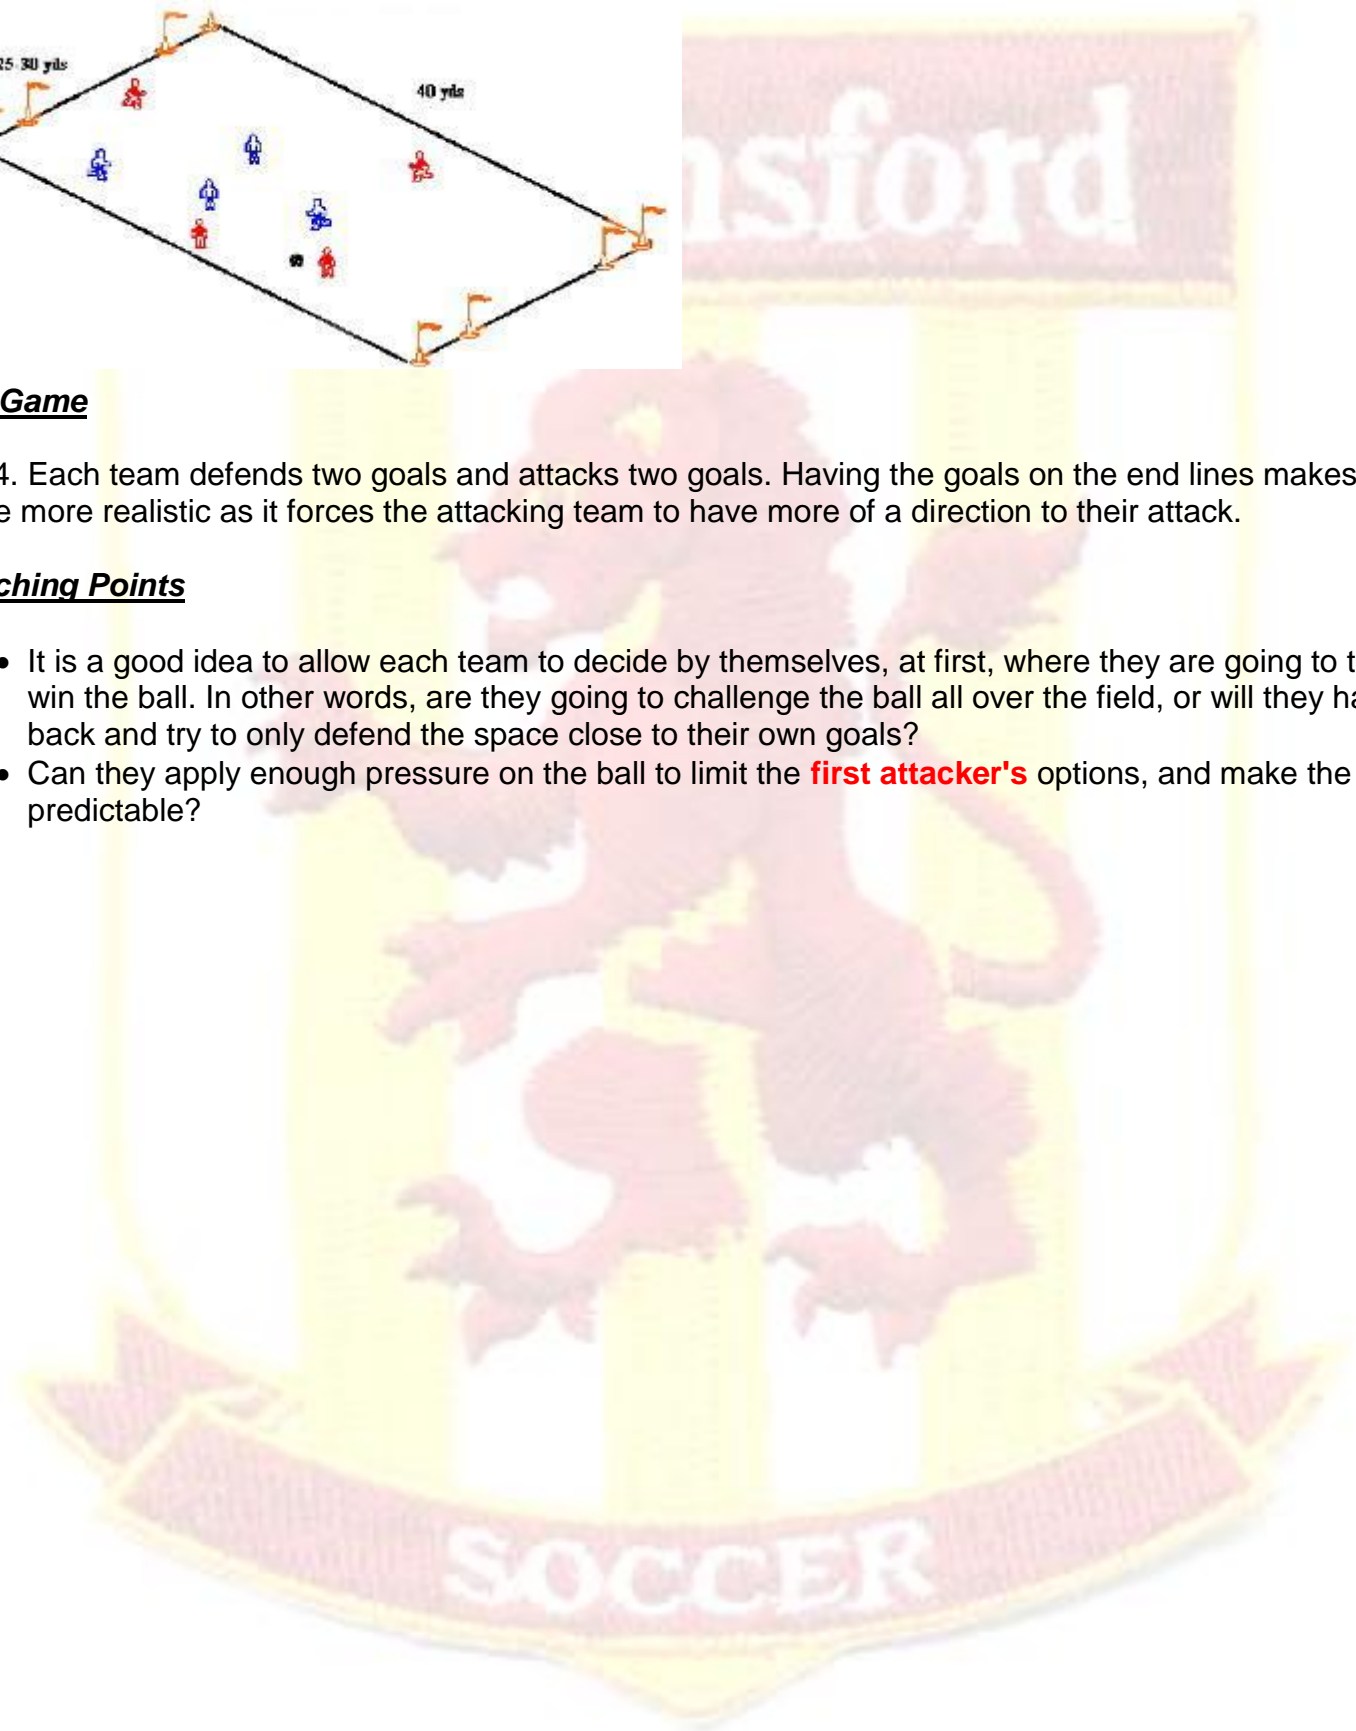 25-30 yds
40 yds
nsford
Game
4. Each team defends two goals and attacks two goals. Having the goals on the end lines makes
e more realistic as it forces the attacking team to have more of a direction to their attack.
ching Points
• It is a good idea to allow each team to decide by themselves, at first, where they are going to t
win the ball. In other words, are they going to challenge the ball all over the field, or will they ha
back and try to only defend the space close to their own goals?
• Can they apply enough pressure on the ball to limit the first attacker's options, and make the
predictable?
SOCCER